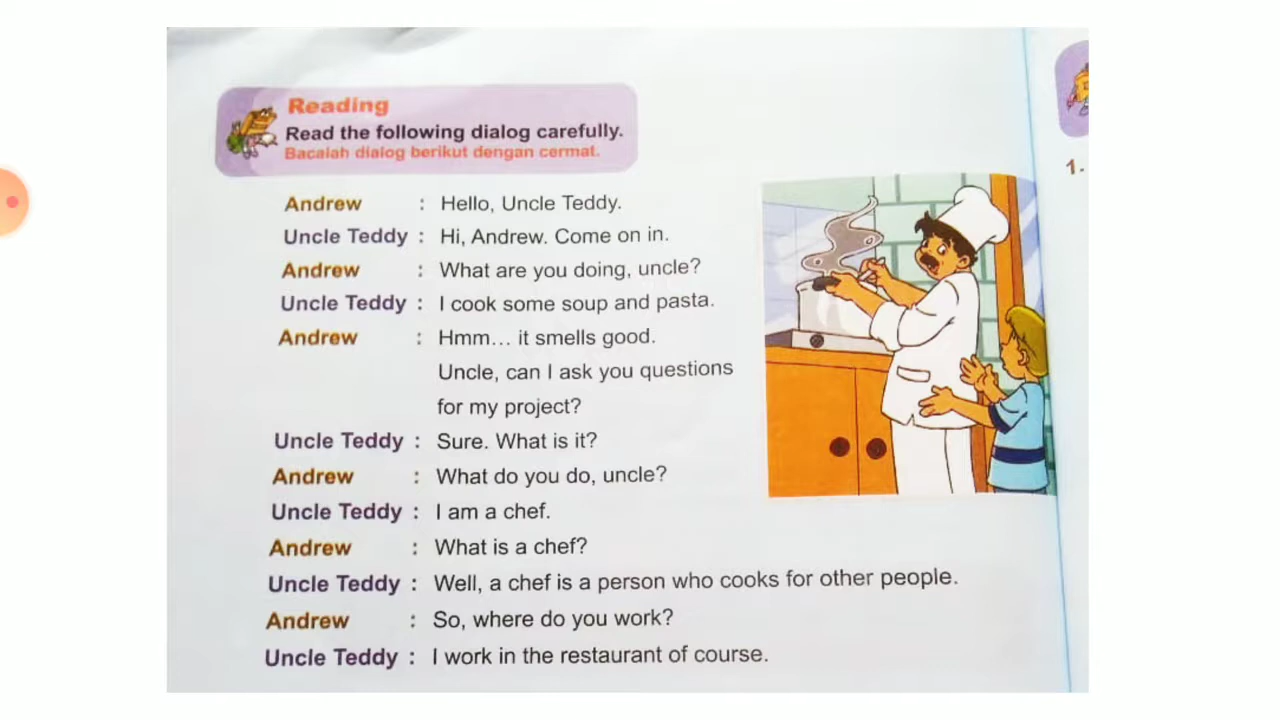 Reading
Read the following dialog carefully.
Bacalah dialog berikut dengan cermat.
Andrew : Hello, Uncle Teddy.
Uncle Teddy : Hi, Andrew. Come on in.
Andrew : What are you doing, uncle?
Uncle Teddy : I cook some soup and pasta.
Andrew : Hmm... it smells good.
Uncle, can I ask you questions
for my project?
Uncle Teddy : Sure. What is it?
Andrew : What do you do, uncle?
Uncle Teddy : I am a chef.
Andrew : What is a chef?
Uncle Teddy : Well, a chef is a person who cooks for other people.
Andrew : So, where do you work?
Uncle Teddy : I work in the restaurant of course.
1.